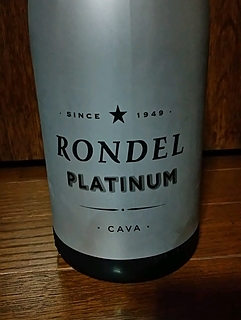 · SINCE ★ 1949 ·
RONDEL
PLATINUM
· CAVA ·